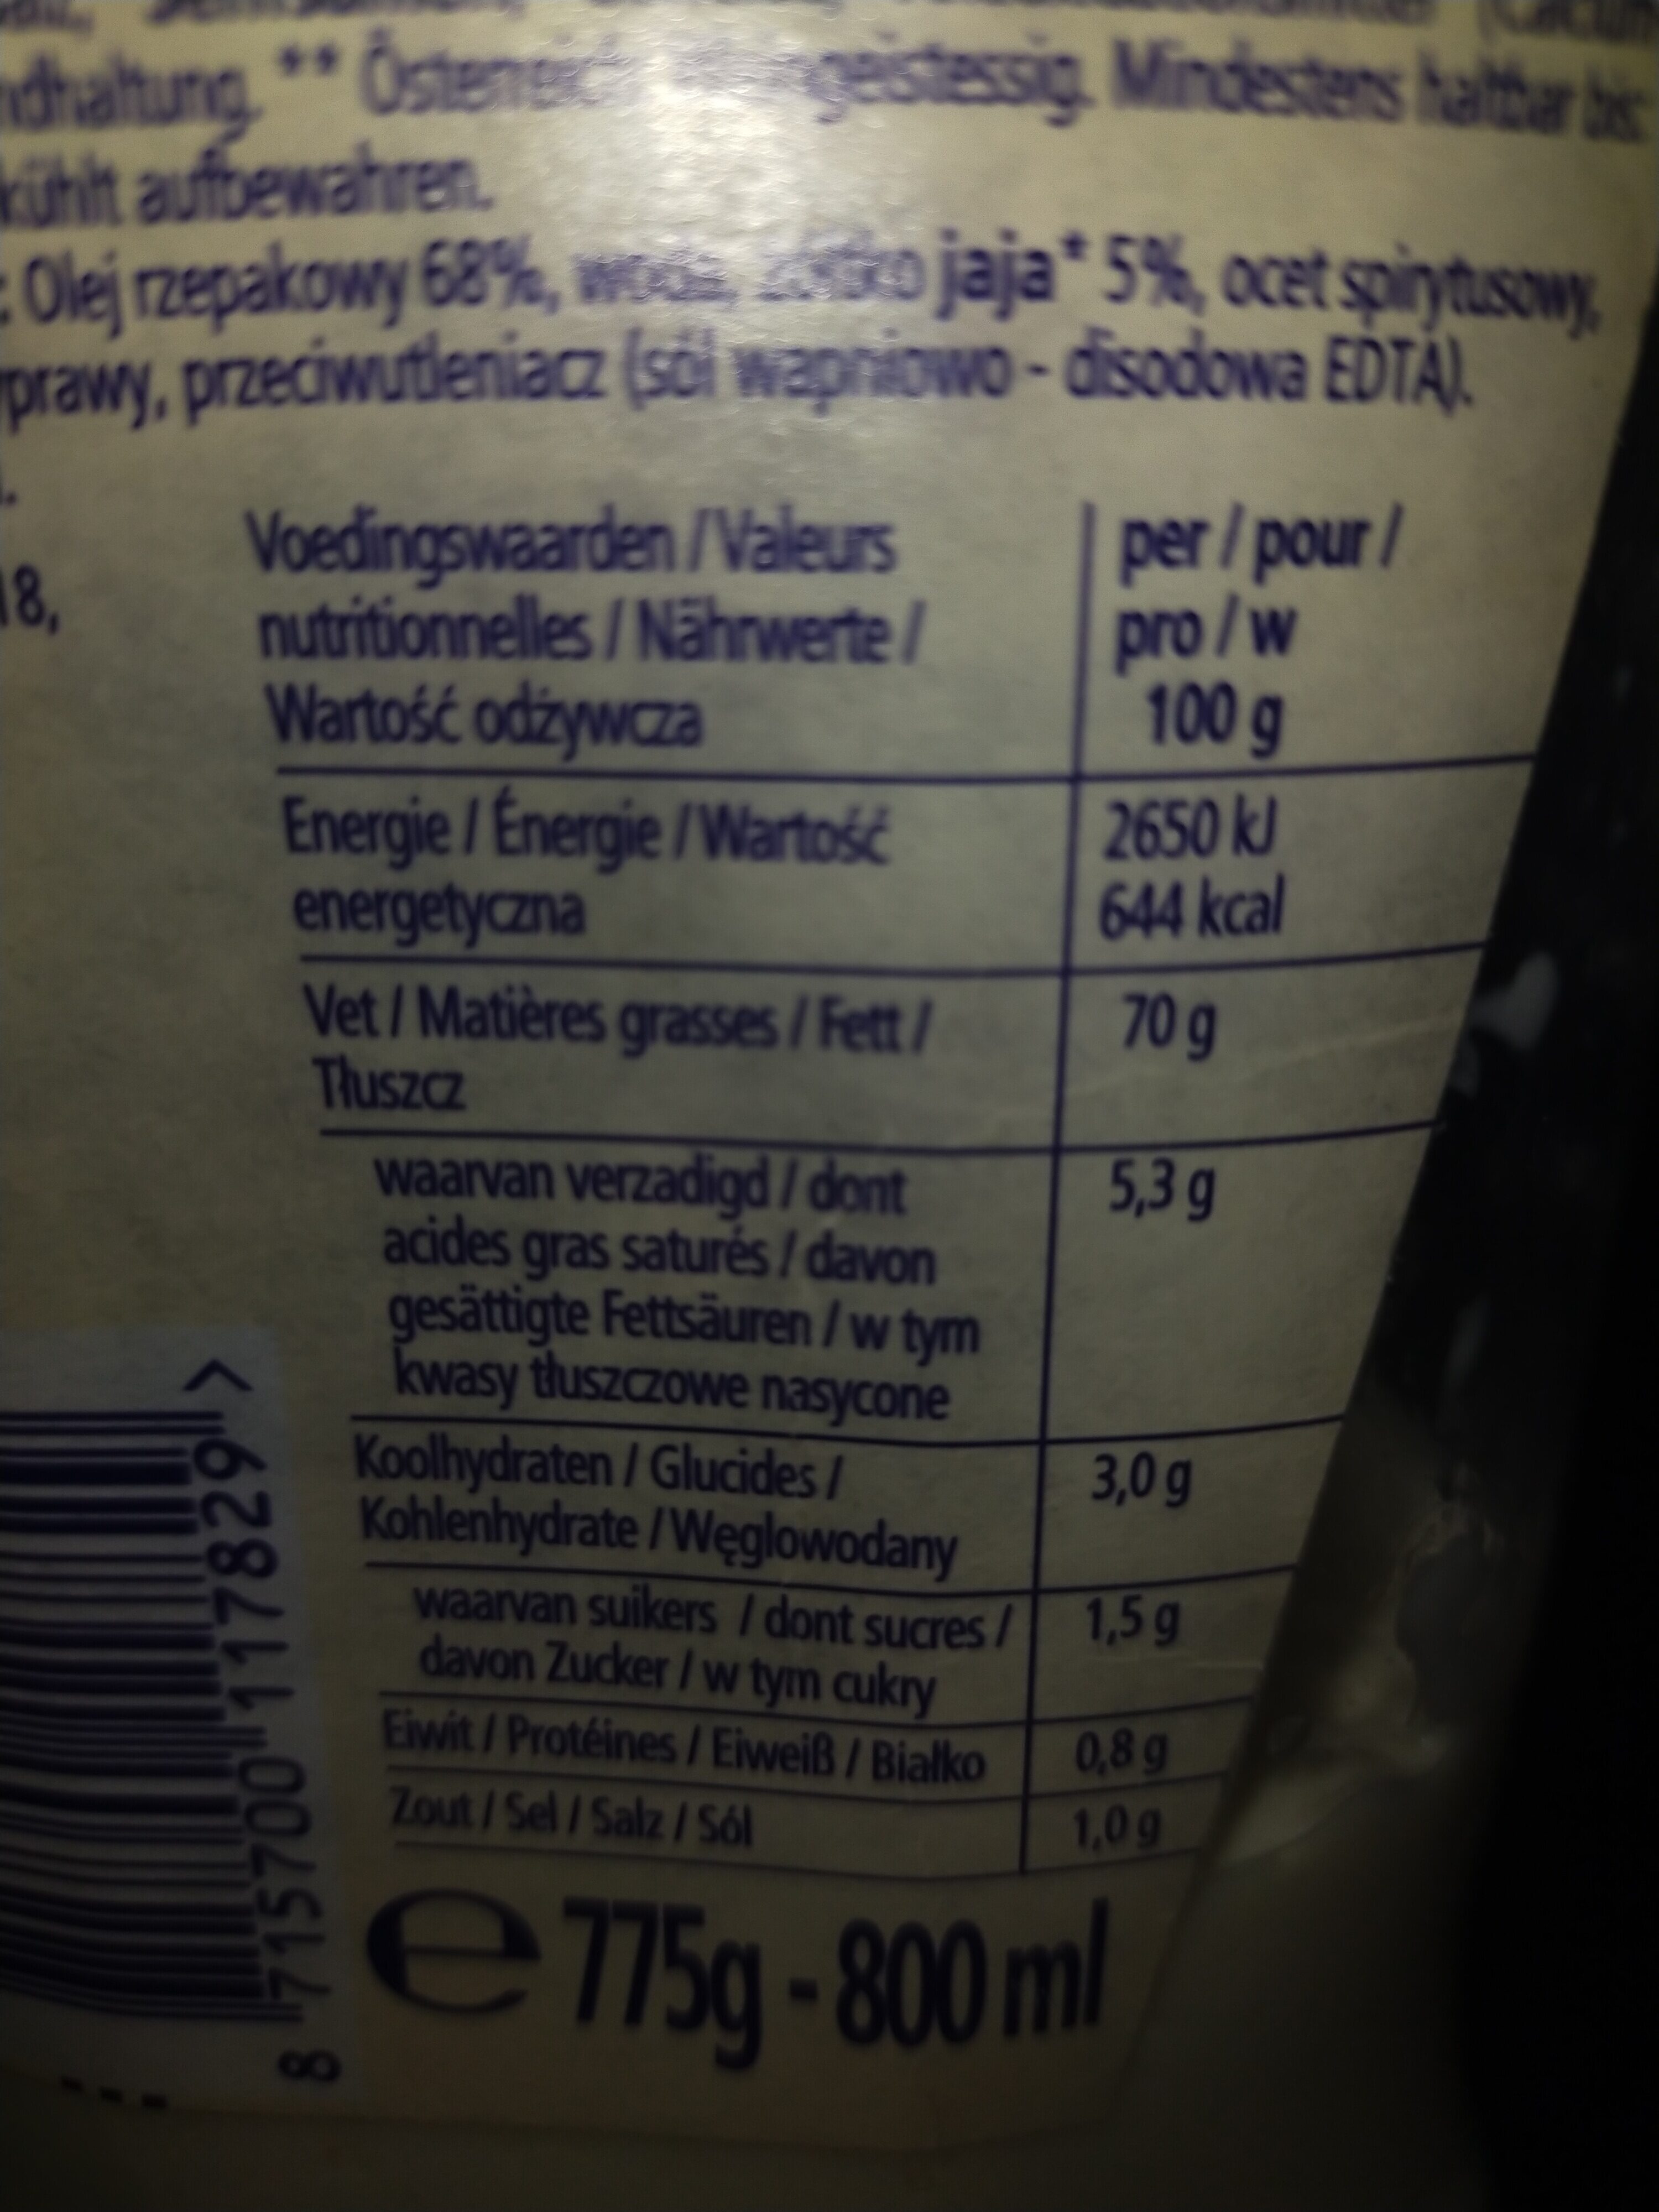 ndhaltung. ** Österreich geistessig. Mindestens haltbar bis:
kühlt aufbewahren.
: Olej rzepakowy 68%, woda, żółtko jaja* 5%, ocet spirytusowy,
prawy, przeciwutleniacz (sól wapniowo - disodowa EDTA).
18,
Voedingswaarden / Valeurs
nutritionnelles / Nährwerte /
Wartość odżywcza
per / pour /
pro / w
100 g
Energie / Énergie / Wartość
energetyczna
2650 kJ
644 kcal
Vet / Matières grasses / Fett /
Tłuszcz
70 g
waarvan verzadigd / dont
acides gras saturés / davon
gesättigte Fettsäuren / w tym
kwasy tłuszczowe nasycone
5,3 g
Koolhydraten / Glucides /
Kohlenhydrate / Węglowodany
3,0 g
waarvan suikers / dont sucres /
davon Zucker / w tym cukry
1,5 g
Eiwit / Protéines / Eiweiß / Białko
0,8 g
Zout / Sel / Salz / Sól
1,0 g
e 775g - 800 ml
8 715700 117829 >